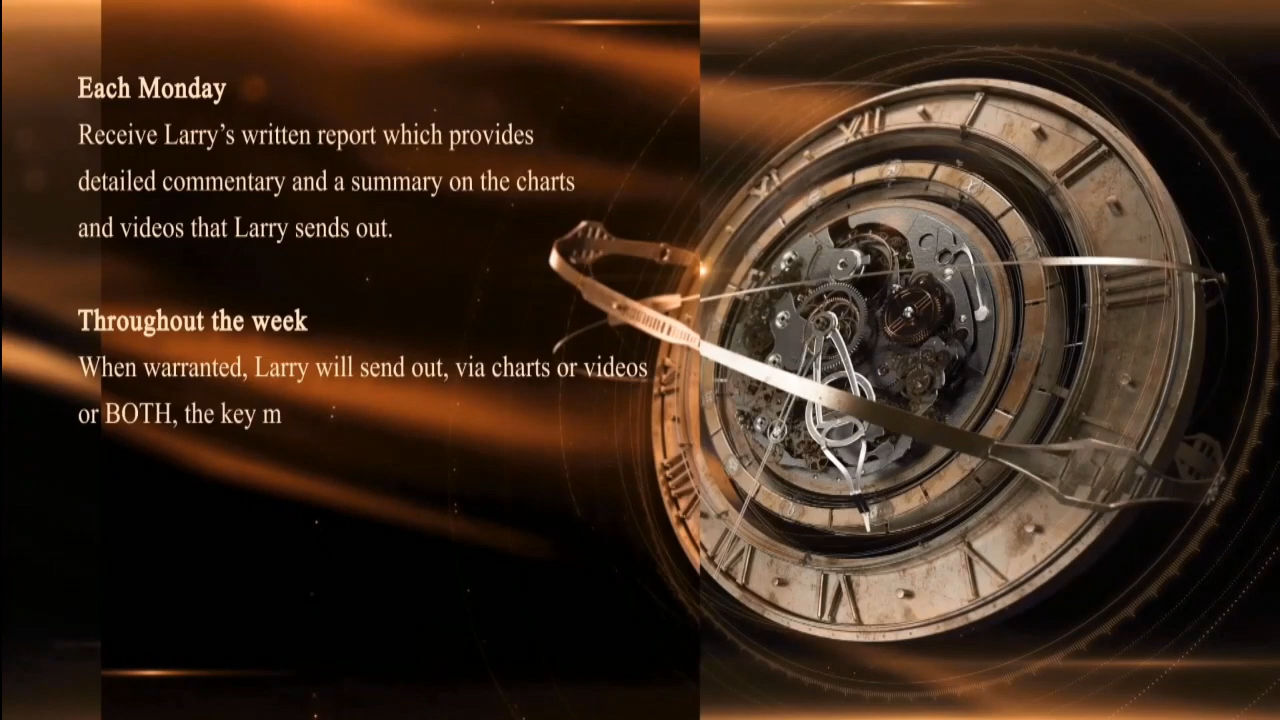 Each Monday
Receive Larry’s written report which provides
detailed commentary and a summary on the charts
and videos that Larry sends out.
Throughout the week
When warranted, Larry will send out, via charts or videos
or BOTH, the key m